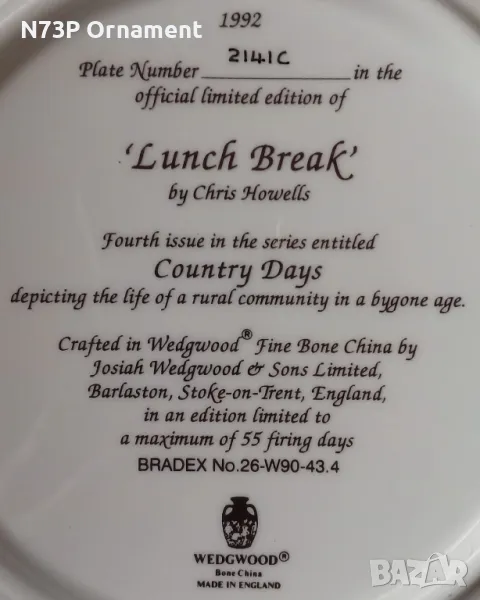 N73P Ornament
1992
Plate Number 2141C in the
official limited edition of
‘Lunch Break’
by Chris Howells
Fourth issue in the series entitled
Country Days
depicting the life of a rural community in a bygone age.
Crafted in Wedgwood® Fine Bone China by
Josiah Wedgwood & Sons Limited,
Barlaston, Stoke-on-Trent, England,
in an edition limited to
a maximum of 55 firing days
BRADEX No.26-W90-43.4
WEDGWOOD®
Bone China
MADE IN ENGLAND
BAZAR